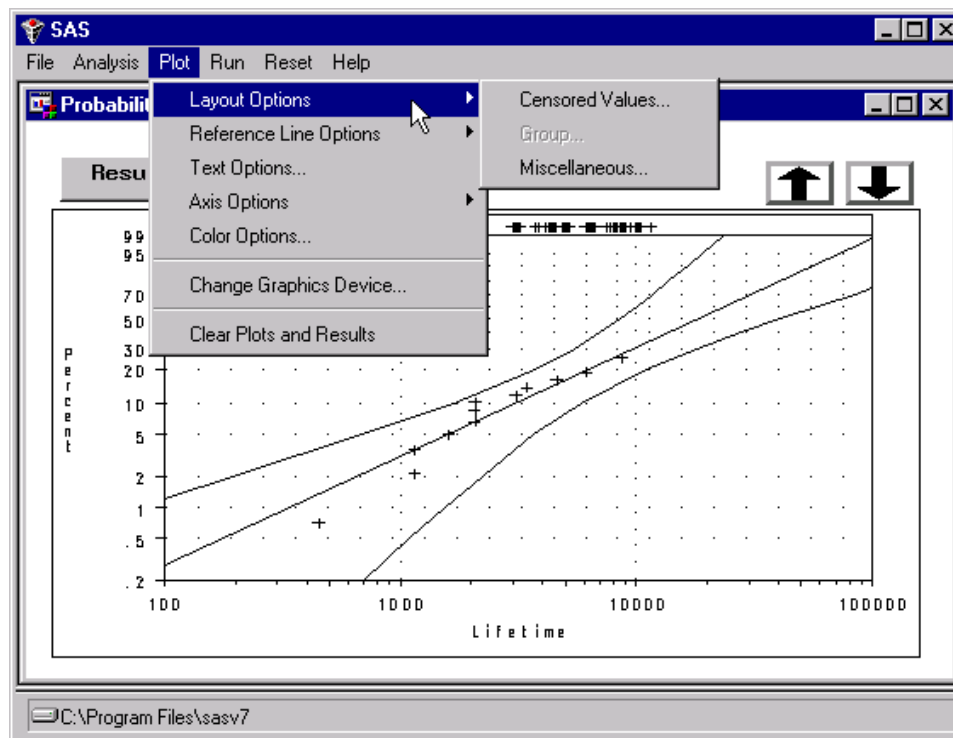 SAS
File Analysis Plot Run Reset Help
Probabilit
Layout Options
Censored Values...
Reference Line Options
Group...
Text Options...
Miscellaneous...
Resu
Axis Options
Color Options...
Change Graphics Device...
Clear Plots and Results
99
95
70
50
30
20
10
5
2
1
.5
.2
Percent
100 1000 10000 100000
Lifetime
C:\Program Files\sasv7